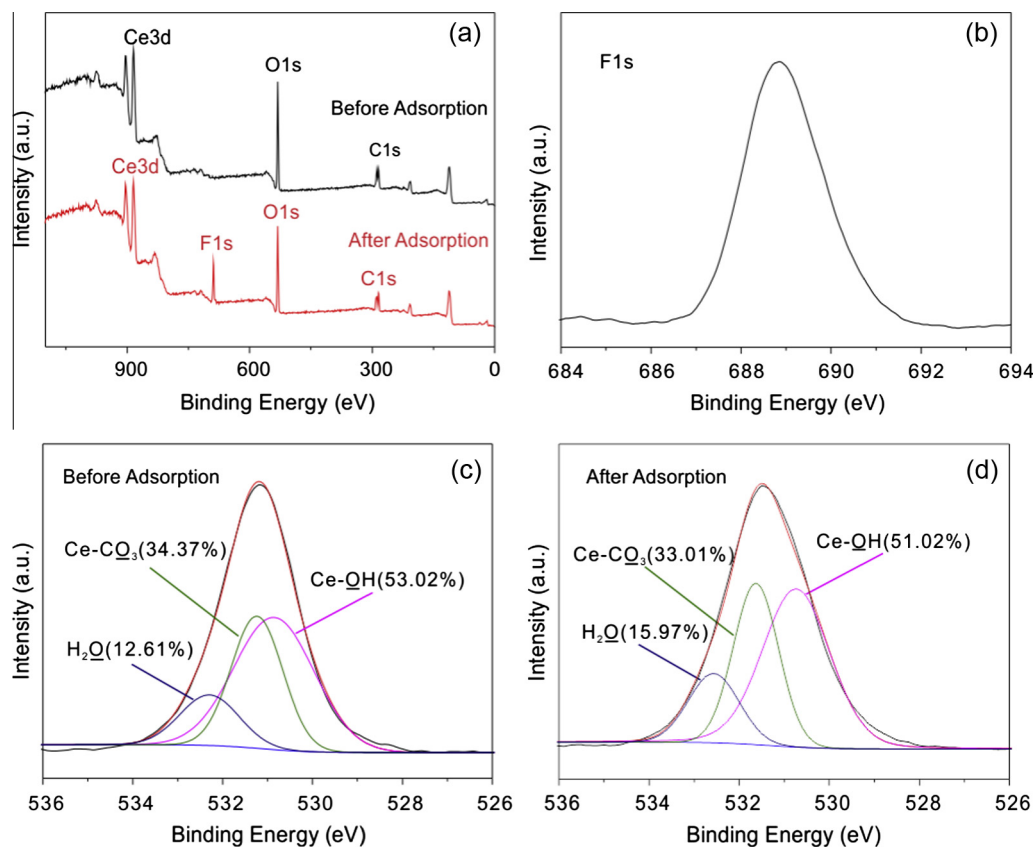 (a)
Ce3d
O1s
Before Adsorption
C1s
Ce3d
O1s
F1s
After Adsorption
C1s
Intensity (a.u.)
900 600 300 0
Binding Energy (eV)
(b)
F1s
Intensity (a.u.)
684 686 688 690 692 694
Binding Energy (eV)
(c)
Before Adsorption
Ce-CO₃(34.37%)
Ce-OH(53.02%)
H₂O(12.61%)
Intensity (a.u.)
536 534 532 530 528 526
Binding Energy (eV)
(d)
After Adsorption
Ce-OH(51.02%)
Ce-CO₃(33.01%)
H₂O(15.97%)
Intensity (a.u.)
536 534 532 530 528 526
Binding Energy (eV)